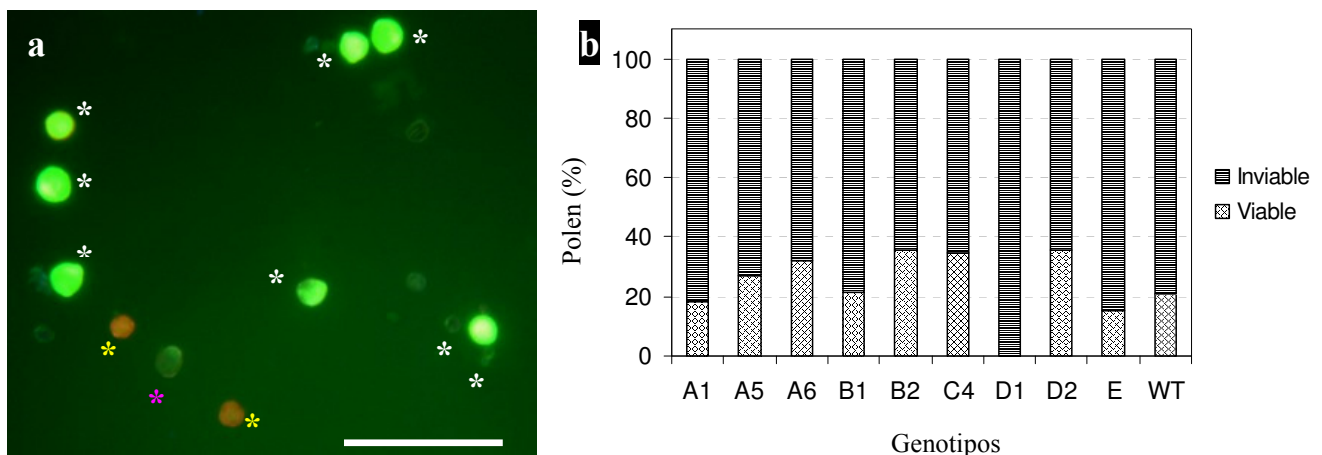 a
* * * * * * * * * * * *
b
Polen (%)
100
80
60
40
20
0
A1 A5 A6 B1 B2 C4 D1 D2 E WT
Genotipos
Inviable
Viable